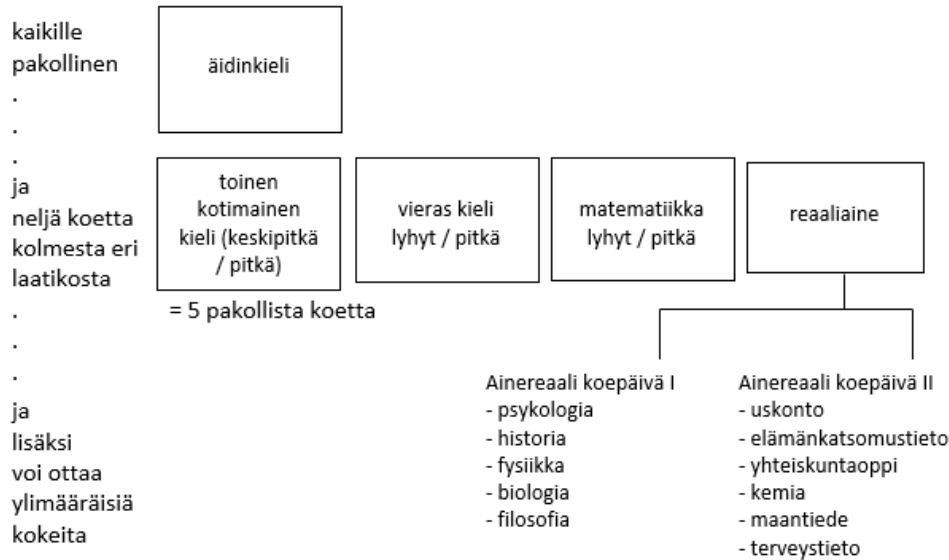 kaikille
pakollinen
.
.
.
ja
neljä koetta
kolmesta eri
laatikosta
.
.
.
ja
lisäksi
voi ottaa
ylimääräisiä
kokeita
äidinkieli
toinen
kotimainen
kieli (keskipitkä
/ pitkä)
vieras kieli
lyhyt / pitkä
matematiikka
lyhyt / pitkä
reaaliaine
= 5 pakollista koetta
Ainereaali koepäivä I
- psykologia
- historia
- fysiikka
- biologia
- filosofia
Ainereaali koepäivä II
- uskonto
- elämänkatsomustieto
- yhteiskuntaoppi
- kemia
- maantiede
- terveystieto